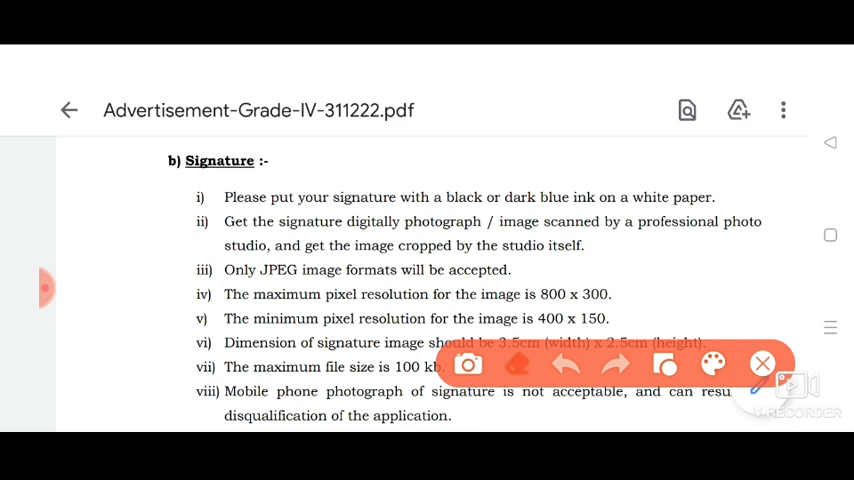 Advertisement-Grade-IV-311222.pdf
b) Signature :-
i) Please put your signature with a black or dark blue ink on a white paper.
ii) Get the signature digitally photograph / image scanned by a professional photo
studio, and get the image cropped by the studio itself.
iii) Only JPEG image formats will be accepted.
iv) The maximum pixel resolution for the image is 800 x 300.
v) The minimum pixel resolution for the image is 400 x 150.
vi) Dimension of signature image should be 3.5cm (width) x 2.5cm (height).
vii) The maximum file size is 100 kb.
viii) Mobile phone photograph of signature is not acceptable, and can resu
disqualification of the application.
V-RECORDER